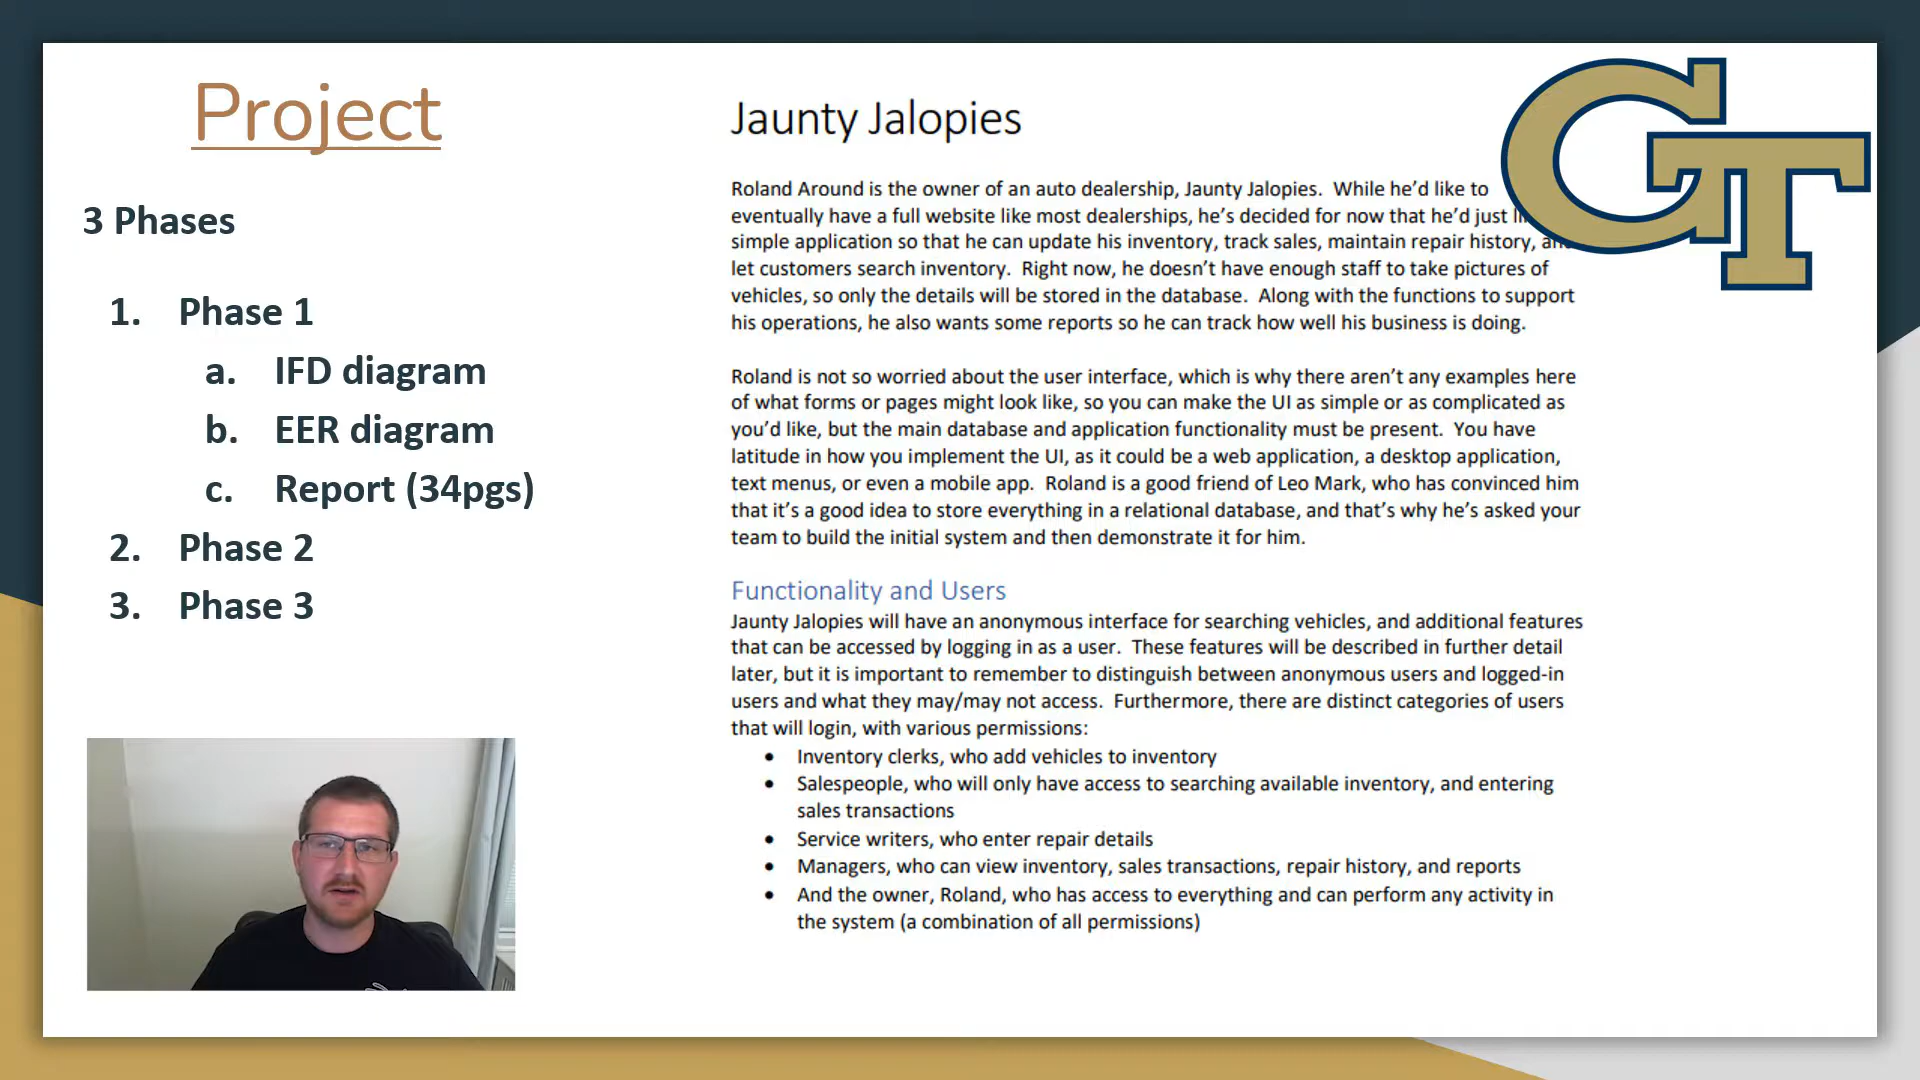 Project
3 Phases
1. Phase 1
a. IFD diagram
b. EER diagram
c. Report (34pgs)
2. Phase 2
3. Phase 3
Jaunty Jalopies
Roland Around is the owner of an auto dealership, Jaunty Jalopies. While he'd like to
eventually have a full website like most dealerships, he's decided for now that he'd just
simple application so that he can update his inventory, track sales, maintain repair history,
let customers search inventory. Right now, he doesn't have enough staff to take pictures of
vehicles, so only the details will be stored in the database. Along with the functions to support
his operations, he also wants some reports so he can track how well his business is doing.
Roland is not so worried about the user interface, which is why there aren't any examples here
of what forms or pages might look like, so you can make the UI as simple or as complicated as
you'd like, but the main database and application functionality must be present. You have
latitude in how you implement the UI, as it could be a web application, a desktop application,
text menus, or even a mobile app. Roland is a good friend of Leo Mark, who has convinced him
that it's a good idea to store everything in a relational database, and that's why he's asked your
team to build the initial system and then demonstrate it for him.
Functionality and Users
Jaunty Jalopies will have an anonymous interface for searching vehicles, and additional features
that can be accessed by logging in as a user. These features will be described in further detail
later, but it is important to remember to distinguish between anonymous users and logged-in
users and what they may/may not access. Furthermore, there are distinct categories of users
that will login, with various permissions:
• Inventory clerks, who add vehicles to inventory
• Salespeople, who will only have access to searching available inventory, and entering
sales transactions
• Service writers, who enter repair details
• Managers, who can view inventory, sales transactions, repair history, and reports
• And the owner, Roland, who has access to everything and can perform any activity in
the system (a combination of all permissions)
GT